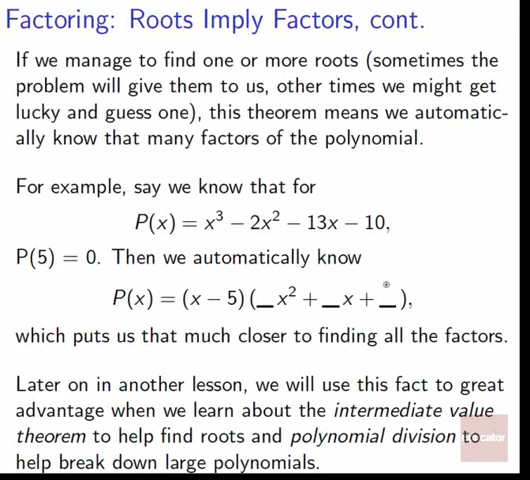 Factoring: Roots Imply Factors, cont.
If we manage to find one or more roots (sometimes the
problem will give them to us, other times we might get
lucky and guess one), this theorem means we automatic-
ally know that many factors of the polynomial.
For example, say we know that for
P(x) = x³ − 2x² − 13x − 10,
P(5) = 0. Then we automatically know
P(x) = (x − 5)(_x² + _x + _),
which puts us that much closer to finding all the factors.
Later on in another lesson, we will use this fact to great
advantage when we learn about the intermediate value
theorem to help find roots and polynomial division to
help break down large polynomials.